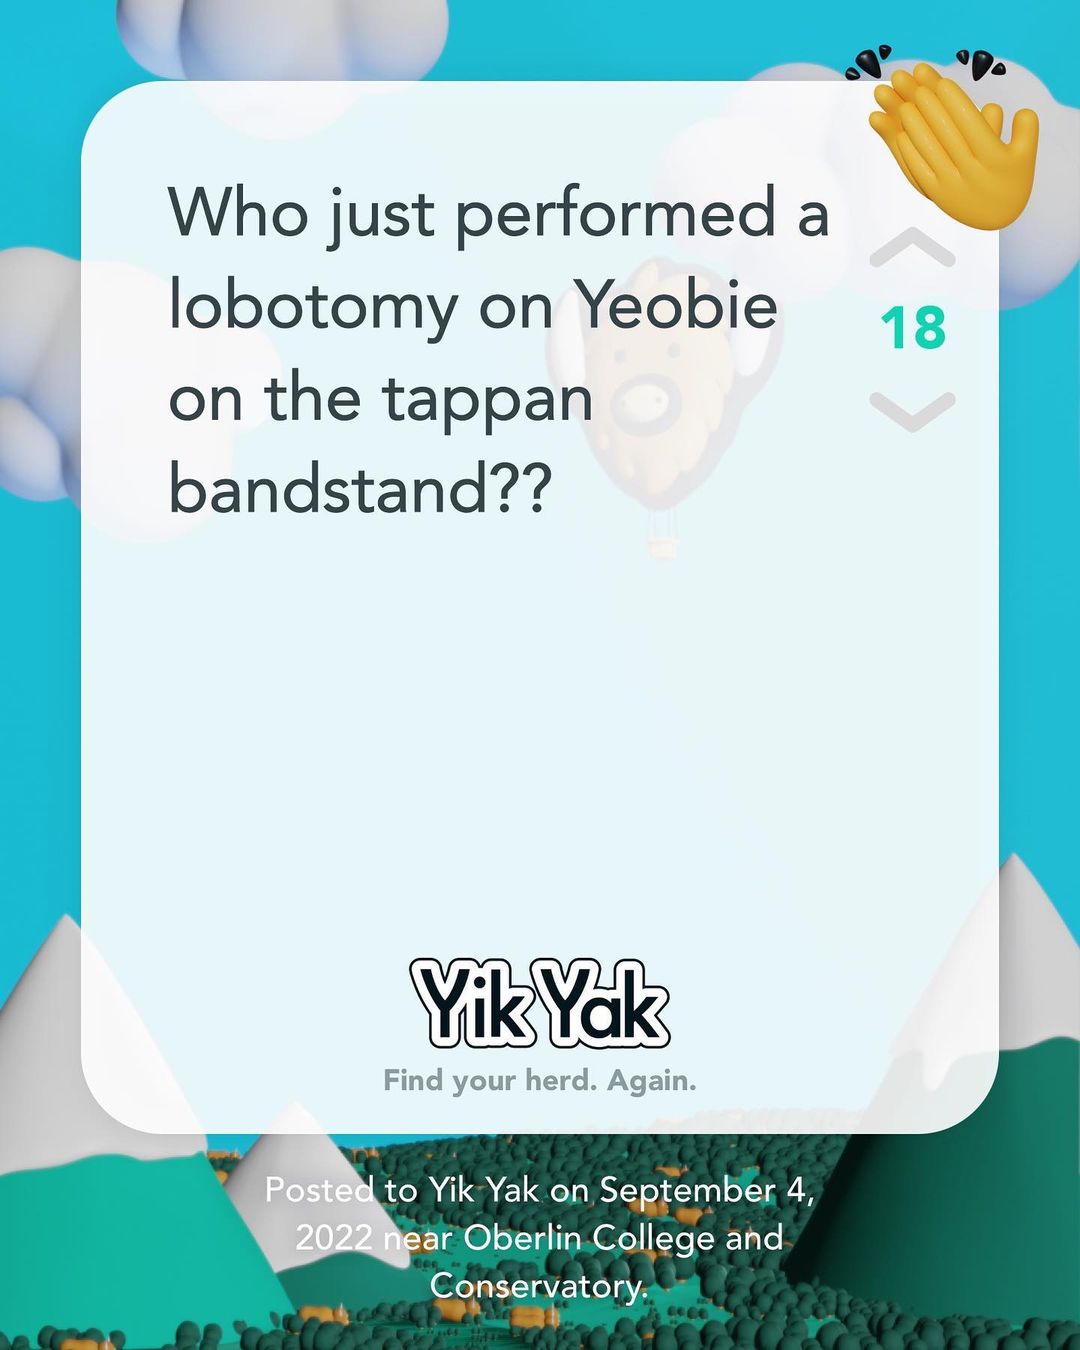 Who just performed a
lobotomy on Yeobie
on the tappan
bandstand??
18
Yik Yak
Find your herd. Again.
Posted to Yik Yak on September 4,
2022 near Oberlin College and
Conservatory.